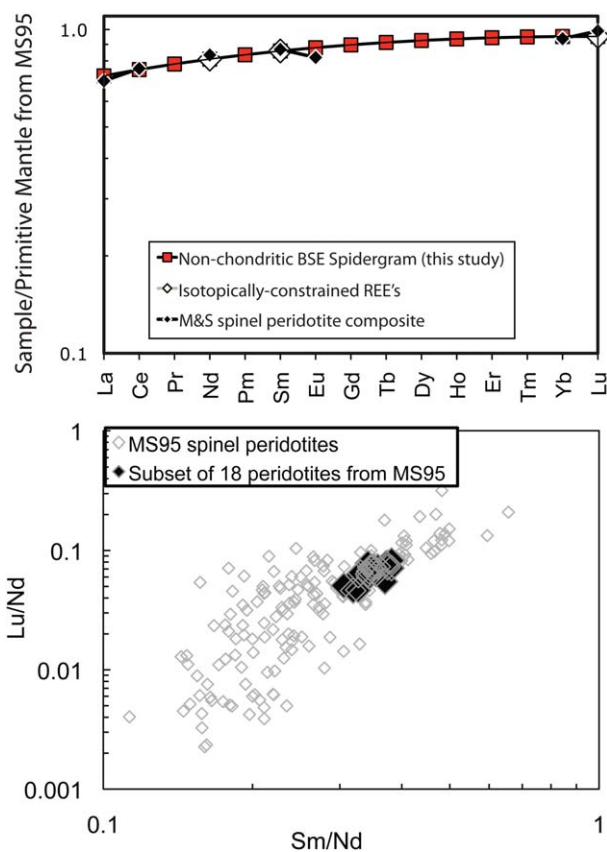 Sample/Primitive Mantle from MS95
1.0
0.1
Non-chondritic BSE Spidergram (this study)
Isotopically-constrained REE's
M&S spinel peridotite composite
La
Ce
Pr
Nd
Pm
Sm
Eu
Gd
Tb
Dy
Ho
Er
Tm
Yb
Lu
MS95 spinel peridotites
Subset of 18 peridotites from MS95
Lu/Nd
1
0.1
0.01
0.001
0.1
1
Sm/Nd